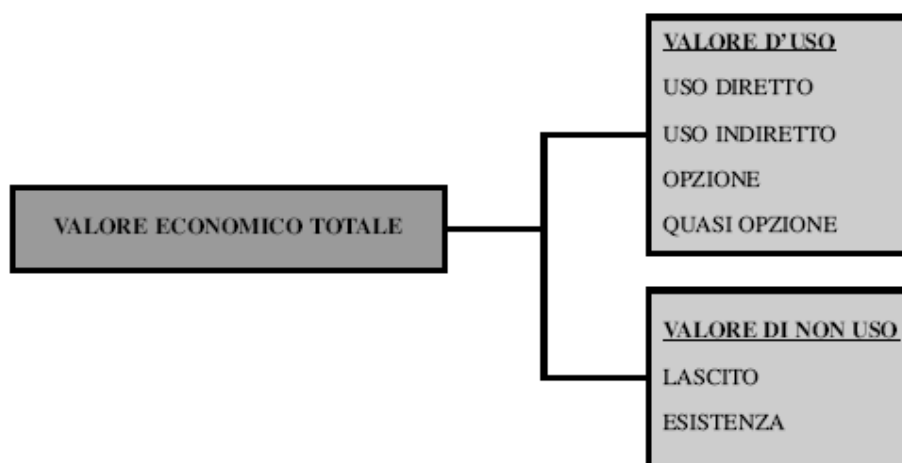 VALORE ECONOMICO TOTALE
VALORE D'USO
USO DIRETTO
USO INDIRETTO
OPZIONE
QUASI OPZIONE
VALORE DI NON USO
LASCITO
ESISTENZA